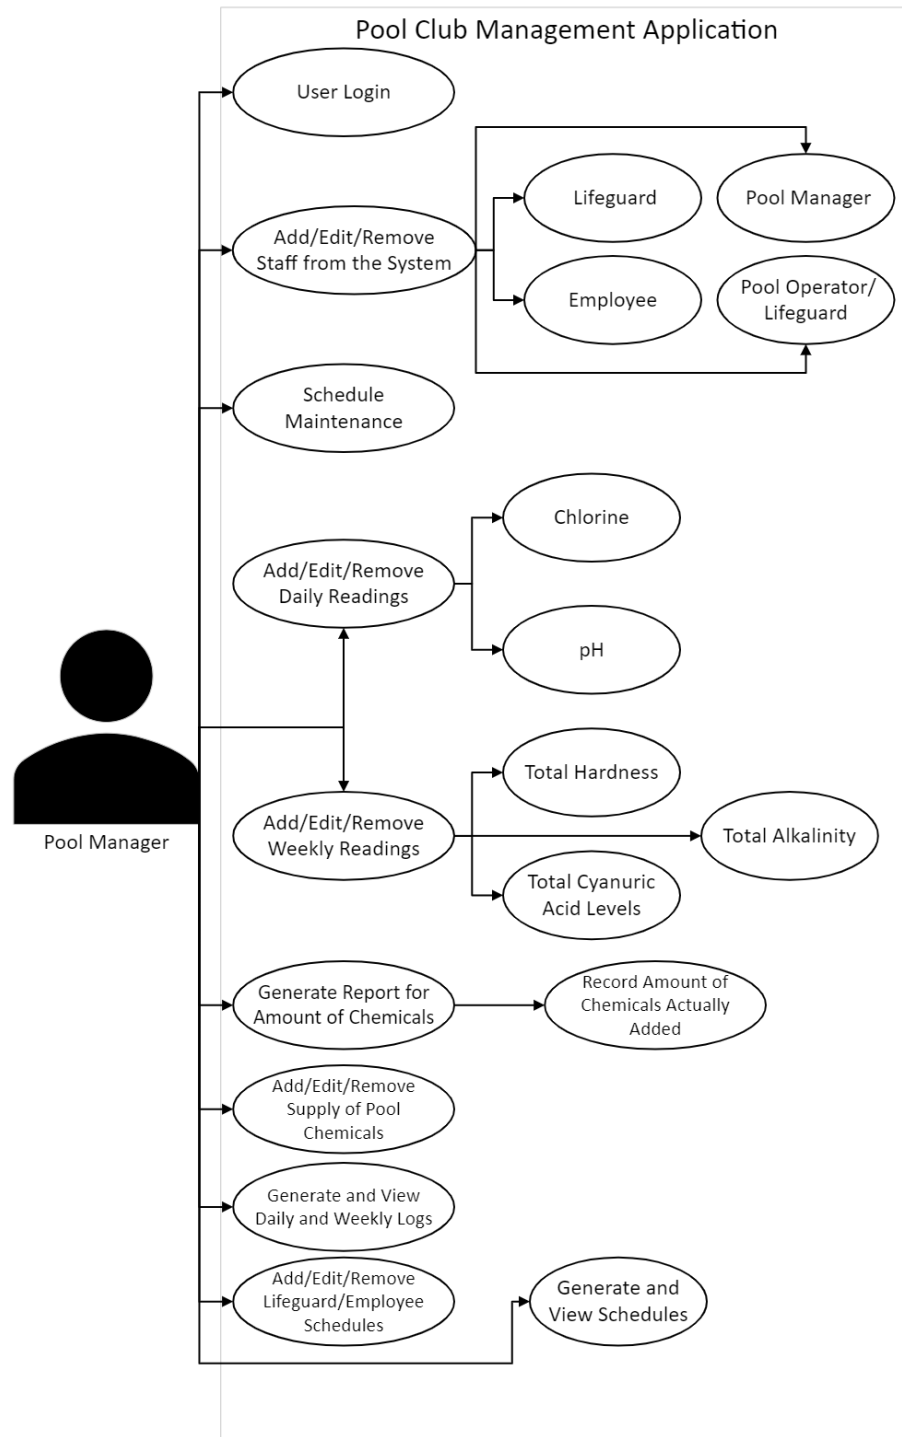 Pool Club Management Application
User Login
Add/Edit/Remove
Staff from the System
Lifeguard
Pool Manager
Employee
Pool Operator/
Lifeguard
Schedule
Maintenance
Add/Edit/Remove
Daily Readings
Chlorine
pH
Pool Manager
Add/Edit/Remove
Weekly Readings
Total Hardness
Total Alkalinity
Total Cyanuric
Acid Levels
Generate Report for
Amount of Chemicals
Record Amount of
Chemicals Actually
Added
Add/Edit/Remove
Supply of Pool
Chemicals
Generate and View
Daily and Weekly Logs
Add/Edit/Remove
Lifeguard/Employee
Schedules
Generate and
View Schedules